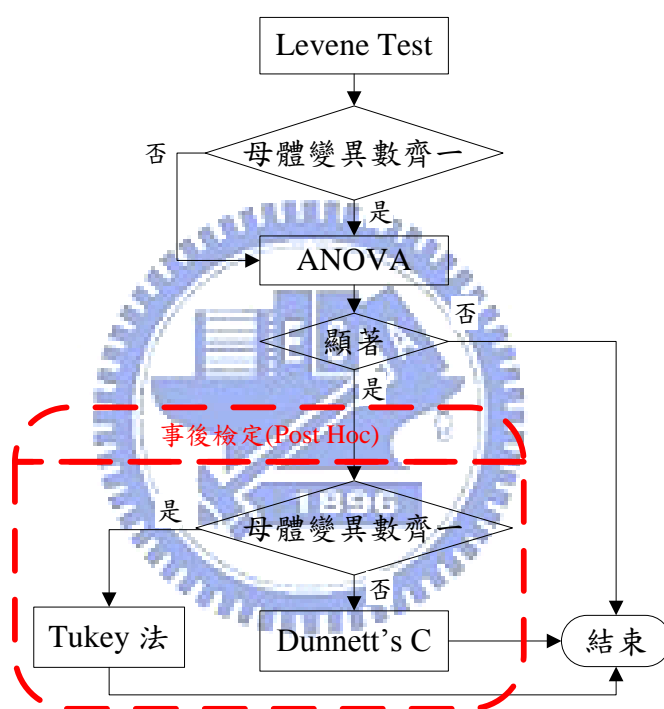 Levene Test
母體變異數齊一
否
是
ANOVA
顯著
否
是
事後檢定(Post Hoc)
1896
是
母體變異數齊一
否
Tukey 法
Dunnett's C
結束